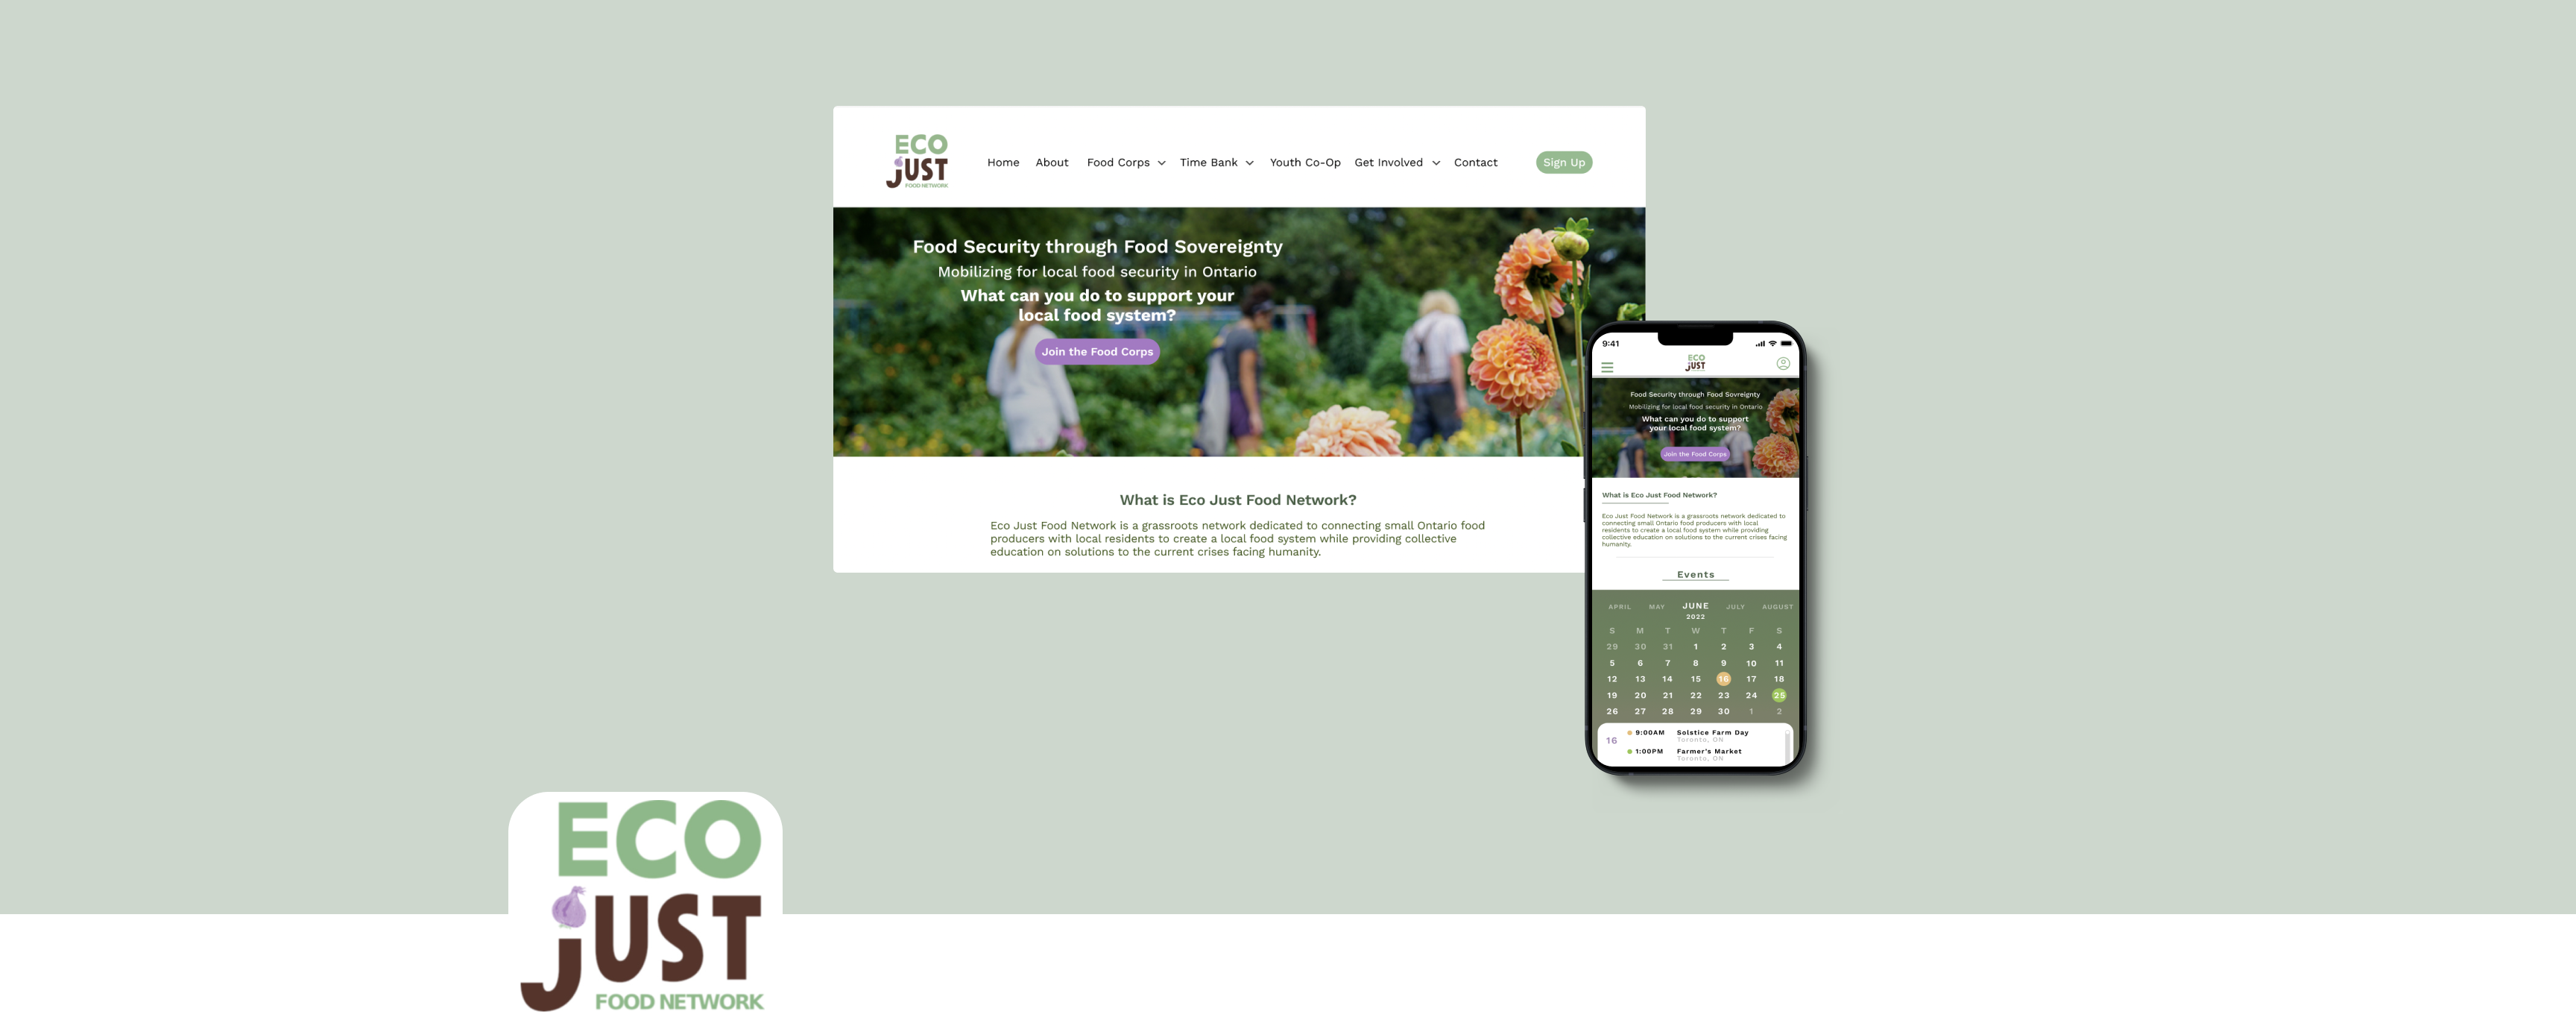 ECO
JUST
FOOD NETWORK
Home About Food Corps Time Bank Youth Co-Op Get Involved Contact Sign Up
Food Security through Food Sovereignty
Mobilizing for local food security in Ontario
What can you do to support your
local food system?
Join the Food Corps
What is Eco Just Food Network?
Eco Just Food Network is a grassroots network dedicated to connecting small Ontario food
producers with local residents to create a local food system while providing collective
education on solutions to the current crises facing humanity.
9:41
ECO
JUST
Food Security through Food Sovreignty
Mobilizing for local food security in Ontario
What can you do to support
your local food system?
Join the Food Corps
What is Eco Just Food Network?
Eco Just Food Network is a grassroots network dedicated to
connecting small Ontario food producers with local
residents to create a local food system while providing
collective education on solutions to the current crises facing
humanity.
Events
APRIL MAY JUNE JULY AUGUST
2022
S M T W T F S
29 30 31 1 2 3 4
5 6 7 8 9 10 11
12 13 14 15 16 17 18
19 20 21 22 23 24 25
26 27 28 29 30 1 2
16 9:00AM Solstice Farm Day
Toronto, ON
1:00PM Farmer's Market
Toronto, ON
ECO
jUST
FOOD NETWORK